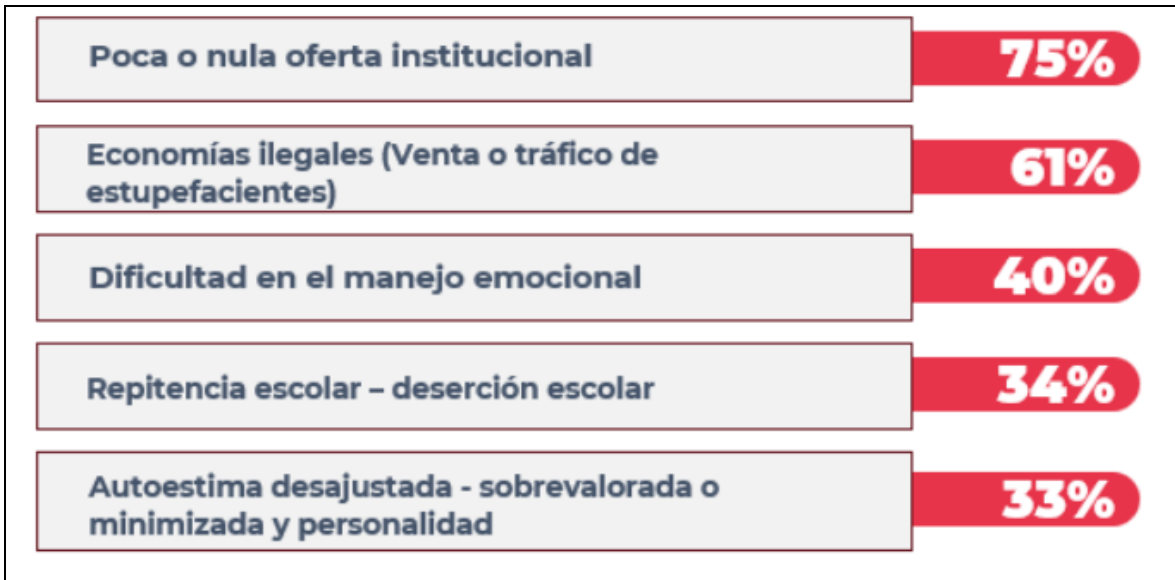 Poca o nula oferta institucional
75%
Economías ilegales (Venta o tráfico de
estupefacientes)
61%
Dificultad en el manejo emocional
40%
Repitencia escolar – deserción escolar
34%
Autoestima desajustada - sobrevalorada o
minimizada y personalidad
33%